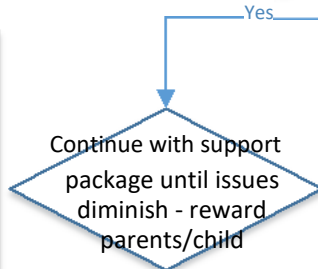 Yes
Continue with support
package until issues
diminish - reward
parents/child